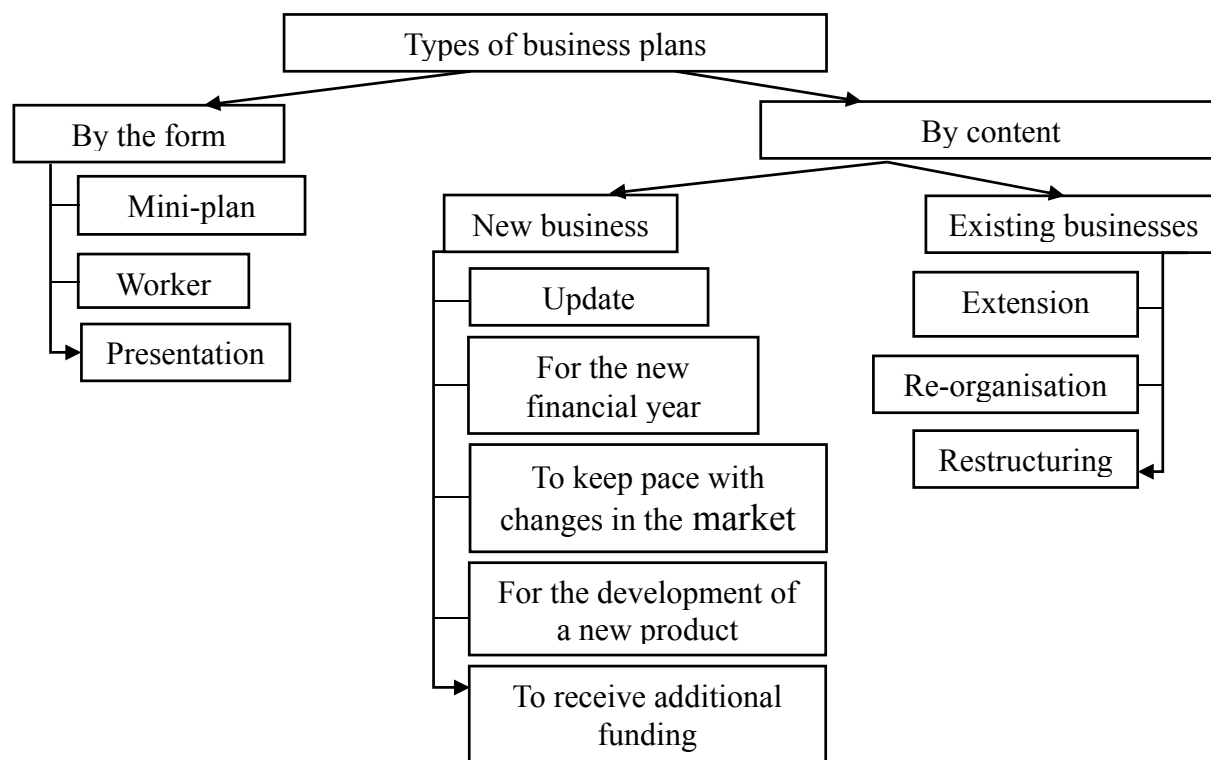 Types of business plans
By the form
By content
Mini-plan
Worker
Presentation
New business
Update
For the new
financial year
To keep pace with
changes in the market
For the development of
a new product
To receive additional
funding
Existing businesses
Extension
Re-organisation
Restructuring